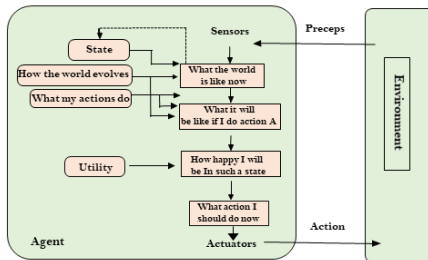 Sensors
Preceps
State
How the world evolves
What the world
is like now
What my actions do
What it will
be like if I do action A
Environment
How happy I will
be In such a state
Utility
What action I
should do now
Action
Agent
Actuators